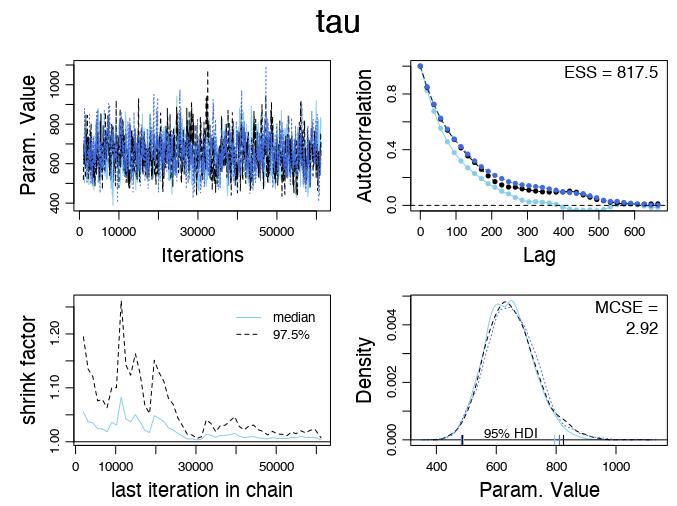 tau
Param. Value
400 600 800 1000
0 10000 30000 50000
Iterations
Autocorrelation
0.0 0.4 0.8
ESS = 817.5
0 100 200 300 400 500 600
Lag
shrink factor
1.00 1.10 1.20
median
97.5%
0 10000 30000 50000
last iteration in chain
Density
0.000 0.002 0.004
MCSE =
2.92
95% HDI
400 600 800 1000
Param. Value